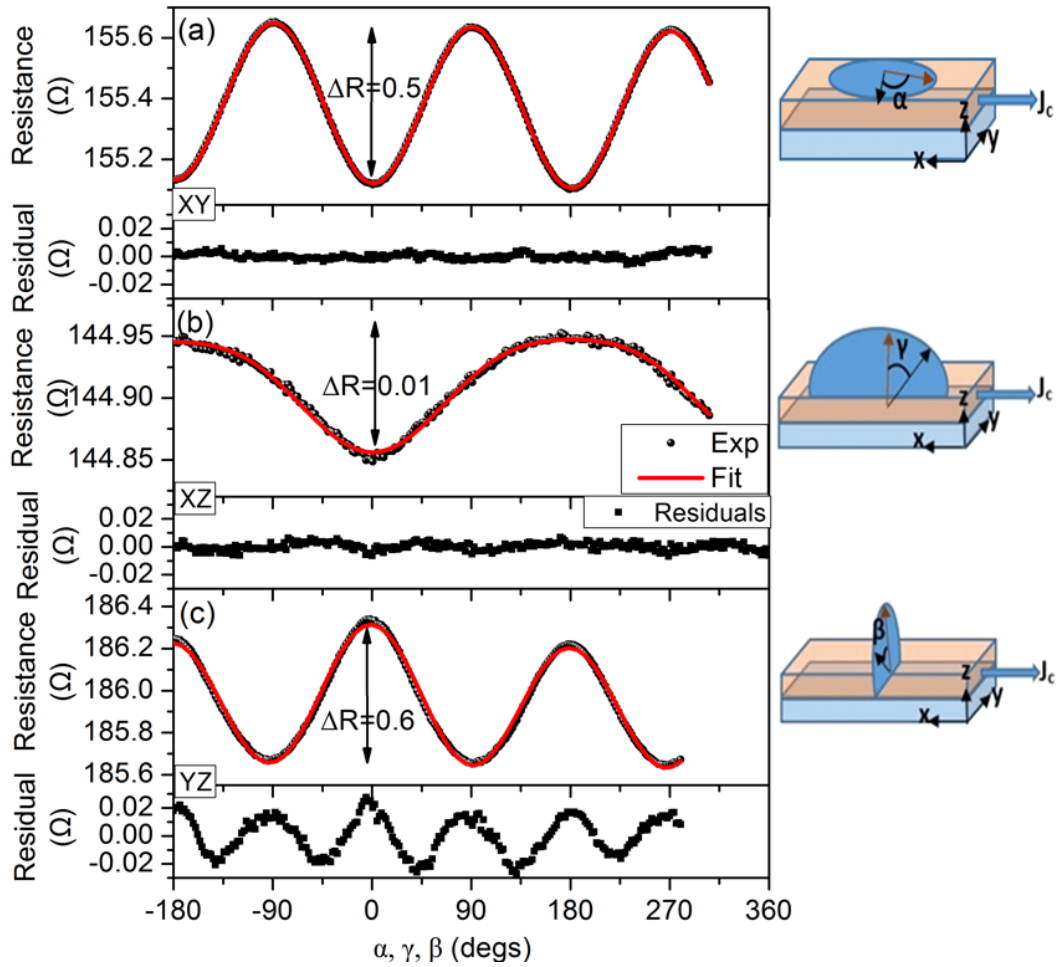 (a)
Resistance
(Ω)
155.6
155.4
155.2
ΔR=0.5
XY
Residual
(Ω)
0.02
0.00
-0.02
α
z
y
x
J_c
(b)
Resistance
(Ω)
144.95
144.90
144.85
ΔR=0.01
Exp
Fit
XZ
Residuals
Residual
(Ω)
0.02
0.00
-0.02
γ
z
y
x
J_c
(c)
Resistance
(Ω)
186.4
186.2
186.0
185.8
185.6
ΔR=0.6
YZ
Residual
(Ω)
0.02
0.00
-0.02
β
z
y
x
J_c
-180 -90 0 90 180 270 360
α, γ, β (degs)